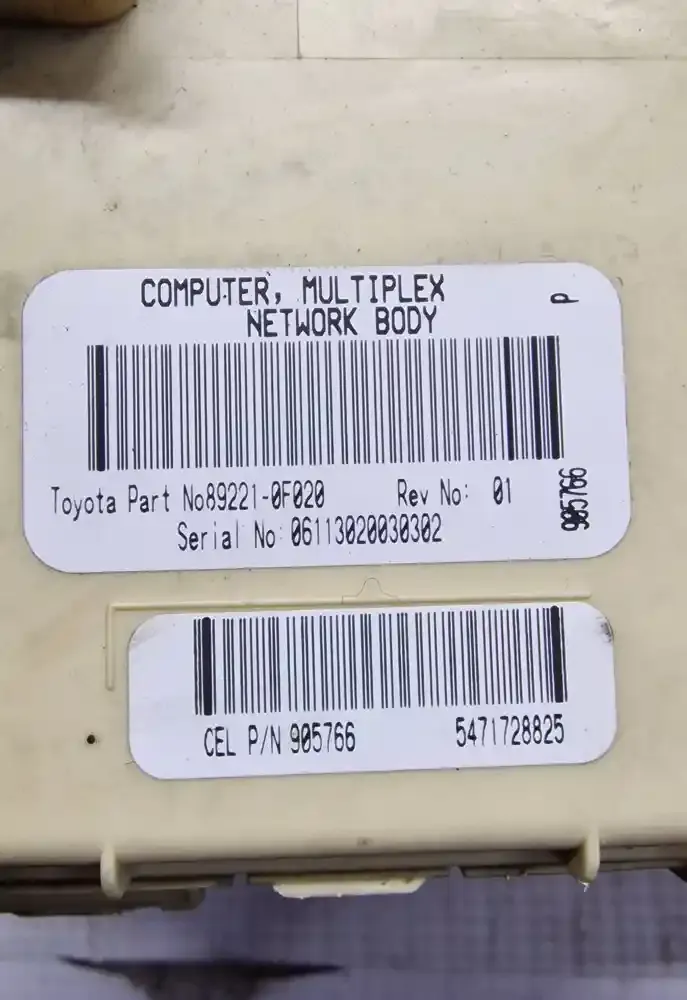 COMPUTER, MULTIPLEX
NETWORK BODY
P
Toyota Part No89221-0F020 Rev No: 01
905766
Serial No 06113020030302
CEL P/N 905766 5471728825